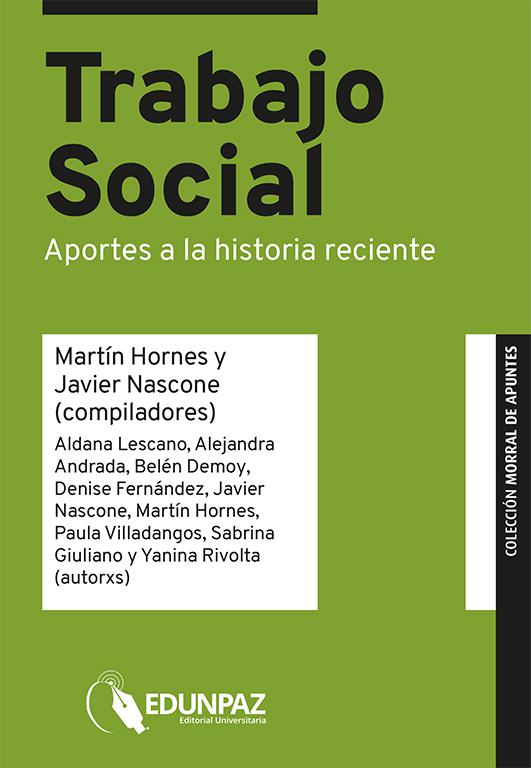 Trabajo
Social
Aportes a la historia reciente
Martín Hornes y
Javier Nascone
(compiladores)
Aldana Lescano, Alejandra
Andrada, Belén Demoy,
Denise Fernández, Javier
Nascone, Martín Hornes,
Paula Villadangos, Sabrina
Giuliano y Yanina Rivolta
(autorxs)
COLECCIÓN MORRAL DE APUNTES
EDUNPAZ
Editorial Universitaria